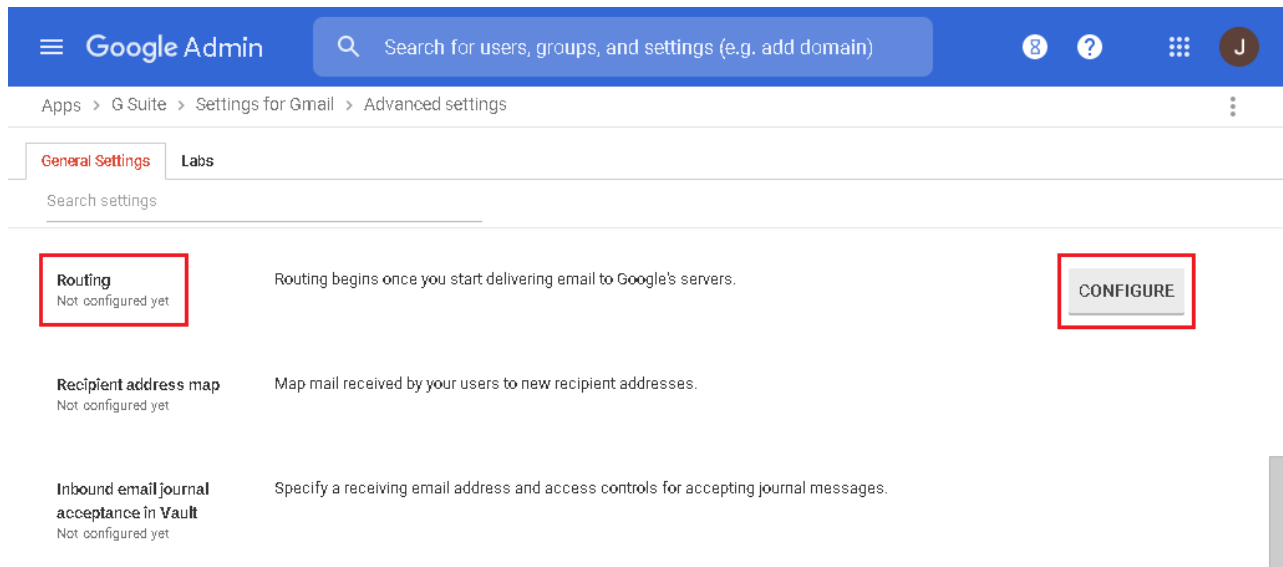 Google Admin
Search for users, groups, and settings (e.g. add domain)
8
?
J
Apps > G Suite > Settings for Gmail > Advanced settings
General Settings
Labs
Search settings
Routing
Not configured yet
Routing begins once you start delivering email to Google's servers.
CONFIGURE
Recipient address map
Not configured yet
Map mail received by your users to new recipient addresses.
Inbound email journal
acceptance in Vault
Not configured yet
Specify a receiving email address and access controls for accepting journal messages.